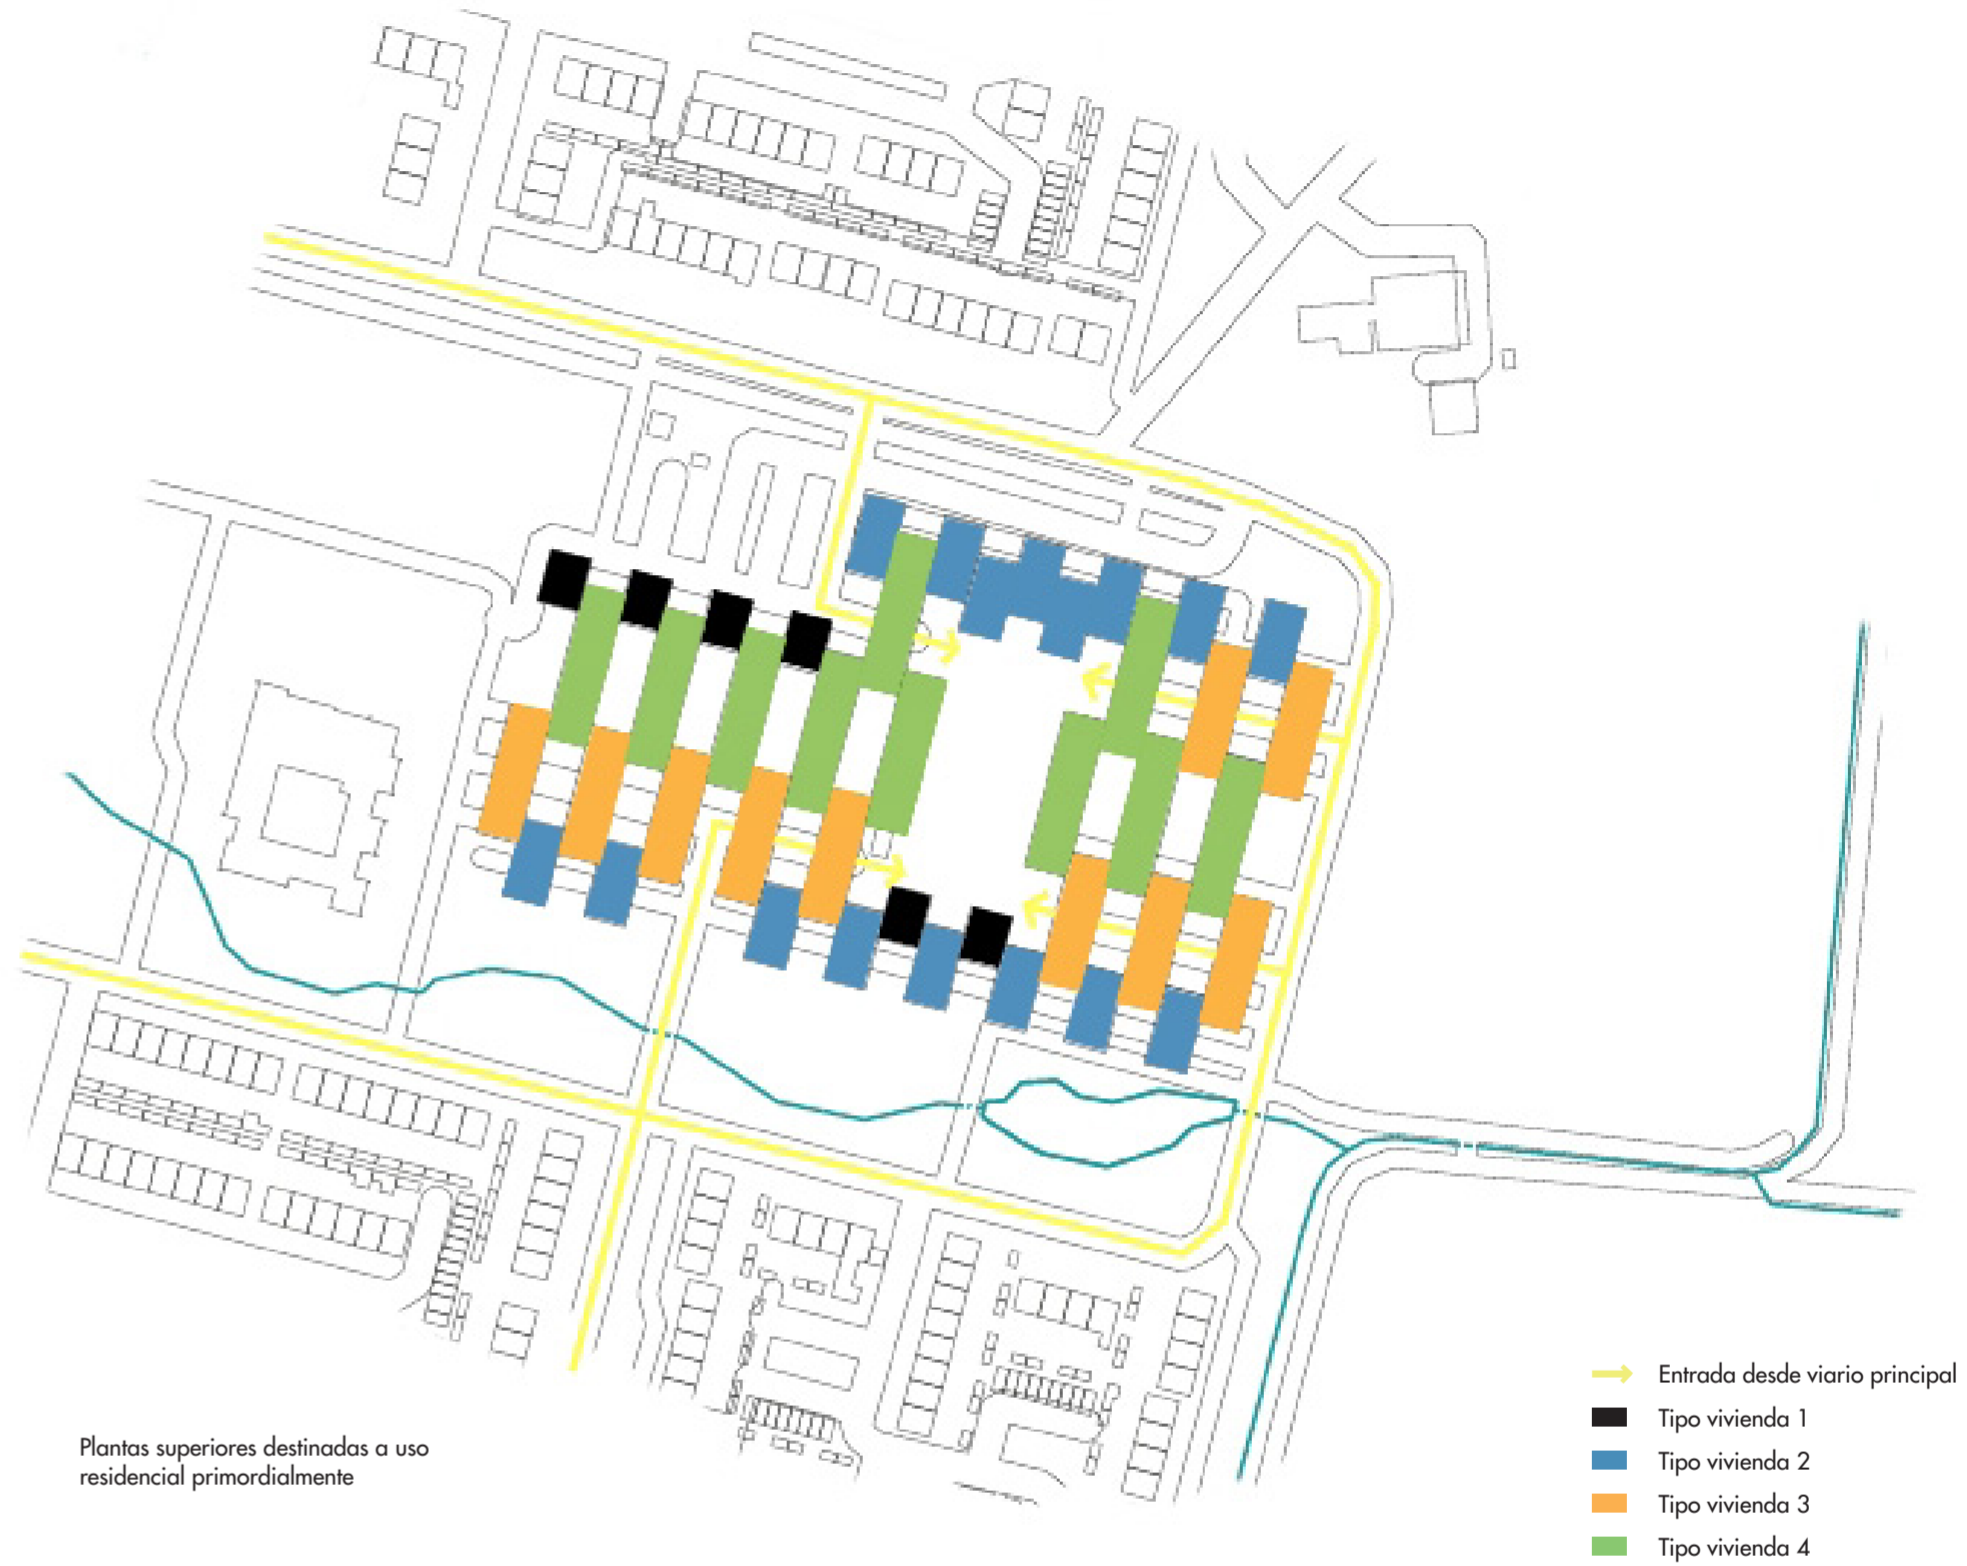 Entrada desde viario principal
Tipo vivienda 1
Tipo vivienda 2
Tipo vivienda 3
Tipo vivienda 4
Plantas superiores destinadas a uso
residencial primordialmente